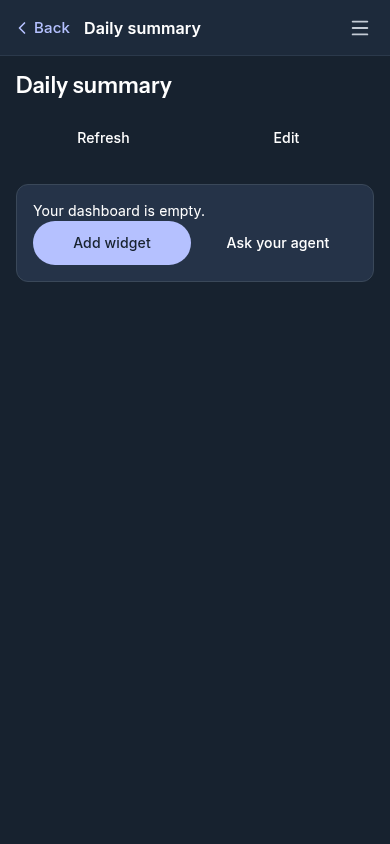 Back Daily summary
Daily summary
Refresh Edit
Your dashboard is empty.
Add widget Ask your agent